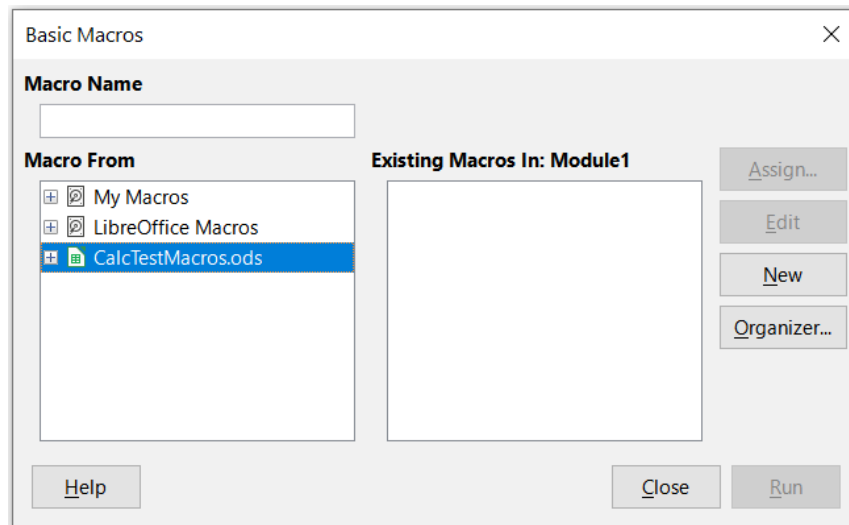 Basic Macros
Macro Name
Macro From
Existing Macros In: Module1
My Macros
LibreOffice Macros
CalcTestMacros.ods
Assign...
Edit
New
Organizer...
Help
Close
Run